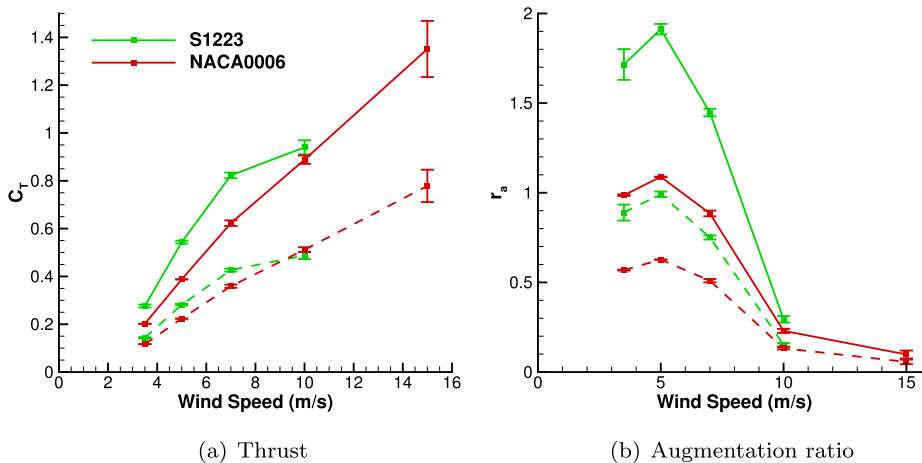 S1223
NACA0006
C_T
1.4
1.2
1
0.8
0.6
0.4
0.2
0
0 2 4 6 8 10 12 14 16
Wind Speed (m/s)
(a) Thrust
r_a
2
1.5
1
0.5
0
0 5 10 15
Wind Speed (m/s)
(b) Augmentation ratio